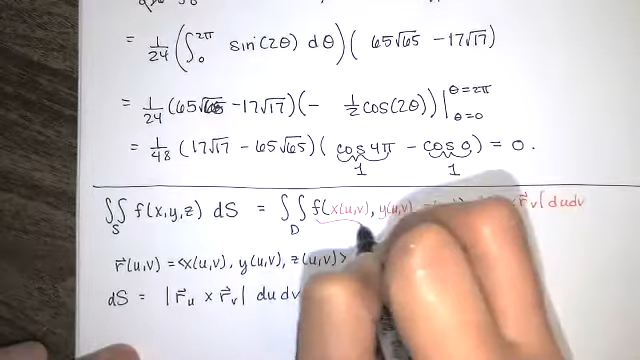 = 1/24 (∫₀^2π sin(2θ) dθ)( 65√65 − 17√17)
= 1/24 (65√65 − 17√17)(− 1/2 cos(2θ)) |θ=2π θ=0
= 1/48 (17√17 − 65√65)( cos 4π − cos 0) = 0.
1 1
∬S f(x,y,z) dS = ∬D f(x(u,v), y(u,v), r⃗v| du dv
r⃗(u,v) = <x(u,v), y(u,v), z(u,v)>
dS = |r⃗u × r⃗v| du dv